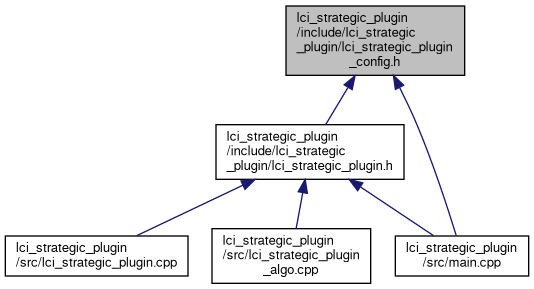 lci_strategic_plugin
/include/lci_strategic
_plugin/lci_strategic_plugin
_config.h
lci_strategic_plugin
/include/lci_strategic
_plugin/lci_strategic_plugin.h
lci_strategic_plugin
/src/lci_strategic_plugin.cpp
lci_strategic_plugin
/src/lci_strategic_plugin
_algo.cpp
lci_strategic_plugin
/src/main.cpp